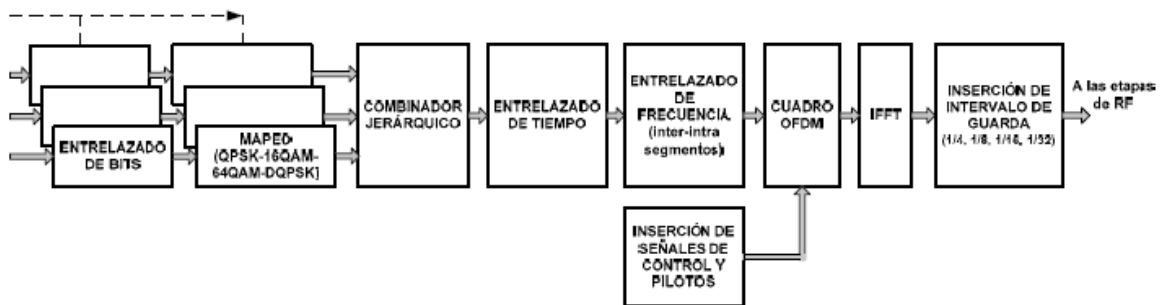 ENTRELAZADO
DE BITS
MAPEO
(QPSK-16QAM-
64QAM-DQPSK]
COMBINADOR
JERÁRQUICO
ENTRELAZADO
DE TIEMPO
ENTRELAZADO
DE
FRECUENCIA
(inter-intra
segmentos)
CUADRO
OFDM
IFFT
INSERCIÓN DE
INTERVALO DE
GUARDA
(1/4, 1/8, 1/16, 1/32)
A las etapas
de RF
INSERCIÓN DE
SEÑALES DE
CONTROL Y
PILOTOS